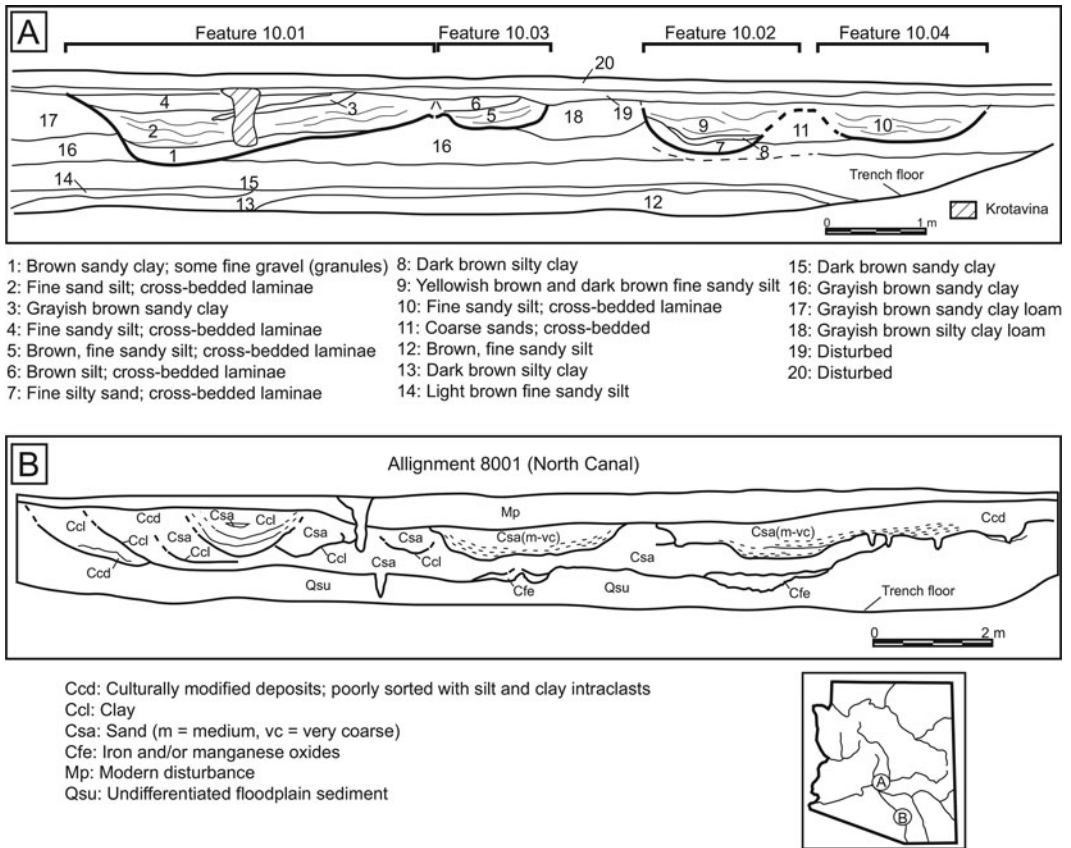 A
Feature 10.01
Feature 10.03
Feature 10.02
Feature 10.04
20
4
3
6
5
18
19
9
10
17
2
11
7
8
16
1
16
14
15
13
12
Trench floor
Krotavina
0
1 m
1: Brown sandy clay; some fine gravel (granules)
2: Fine sand silt; cross-bedded laminae
3: Grayish brown sandy clay
4: Fine sandy silt; cross-bedded laminae
5: Brown, fine sandy silt; cross-bedded laminae
6: Brown silt; cross-bedded laminae
7: Fine silty sand; cross-bedded laminae
8: Dark brown silty clay
9: Yellowish brown and dark brown fine sandy silt
10: Fine sandy silt; cross-bedded laminae
11: Coarse sands; cross-bedded
12: Brown, fine sandy silt
13: Dark brown silty clay
14: Light brown fine sandy silt
15: Dark brown sandy clay
16: Grayish brown sandy clay
17: Grayish brown sandy clay loam
18: Grayish brown silty clay loam
19: Disturbed
20: Disturbed
B
Allignment 8001 (North Canal)
Ccl
Ccd
Csa
Ccl
Mp
Ccd
Csa
Csa
Csa
Csa(m-vc)
Csa(m-vc)
Ccl
Ccl
Ccl
Ccl
Csa
Csa
Ccd
Qsu
Cfe
Qsu
Cfe
Trench floor
0
2 m
Ccd: Culturally modified deposits; poorly sorted with silt and clay intraclasts
Ccl: Clay
Csa: Sand (m = medium, vc = very coarse)
Cfe: Iron and/or manganese oxides
Mp: Modern disturbance
Qsu: Undifferentiated floodplain sediment
A
B